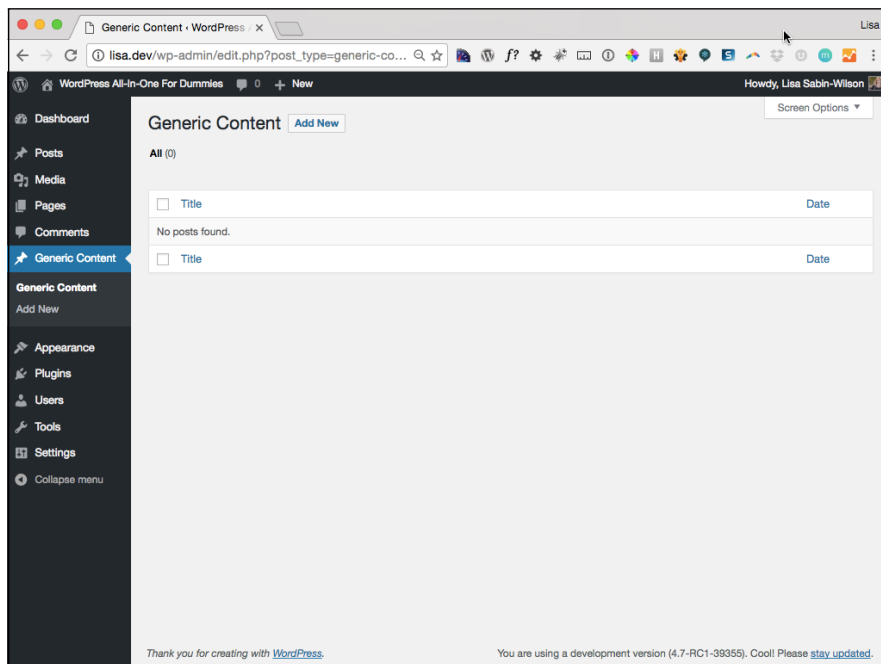 Generic Content ‹ WordPress
Lisa
lisa.dev/wp-admin/edit.php?post_type=generic-co...
WordPress All-In-One For Dummies 0 + New
Howdy, Lisa Sabin-Wilson
Screen Options ▼
Dashboard
Posts
Media
Pages
Comments
Generic Content
Generic Content
Add New
Appearance
Plugins
Users
Tools
Settings
Collapse menu
Generic Content Add New
All (0)
Title Date
No posts found.
Title Date
Thank you for creating with WordPress.
You are using a development version (4.7-RC1-39355). Cool! Please stay updated.